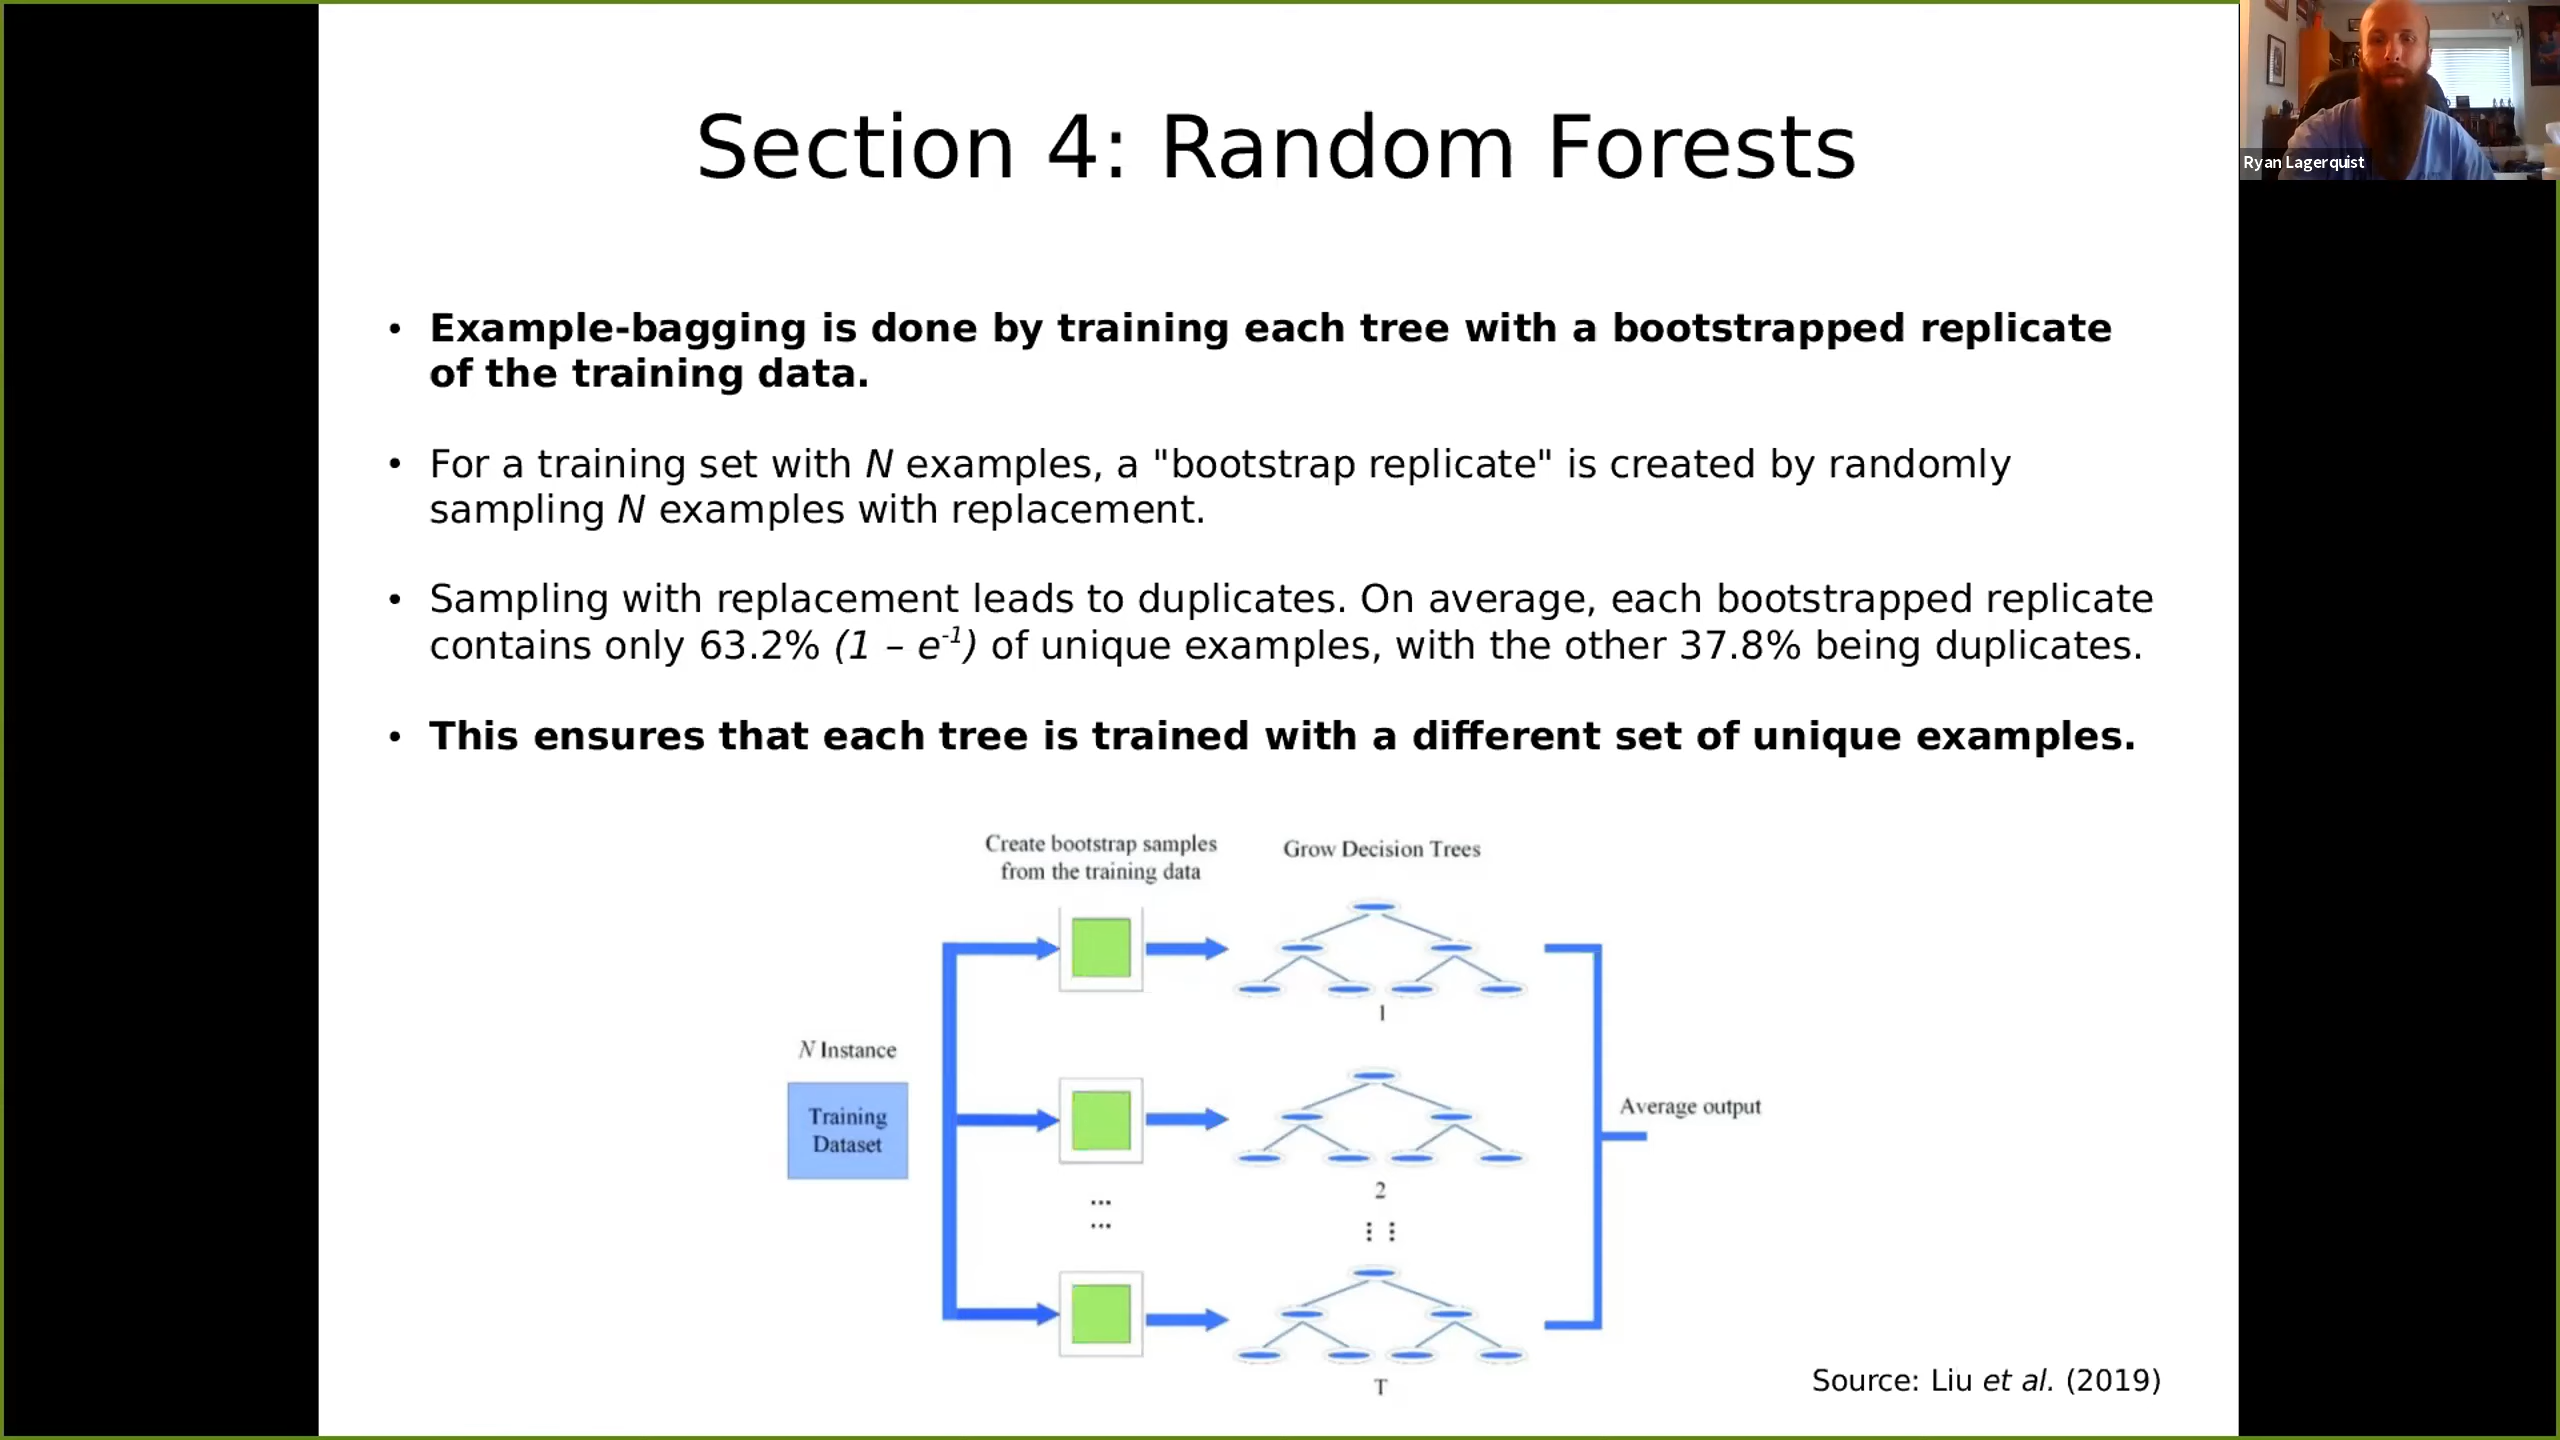 Section 4: Random Forests
Ryan Lagerquist
• Example-bagging is done by training each tree with a bootstrapped replicate
of the training data.
• For a training set with N examples, a "bootstrap replicate" is created by randomly
sampling N examples with replacement.
• Sampling with replacement leads to duplicates. On average, each bootstrapped replicate
contains only 63.2% (1 – e-1) of unique examples, with the other 37.8% being duplicates.
• This ensures that each tree is trained with a different set of unique examples.
Create bootstrap samples
from the training data
Grow Decision Trees
1
N Instance
Training
Dataset
Average output
2
...
...
T
Source: Liu et al. (2019)